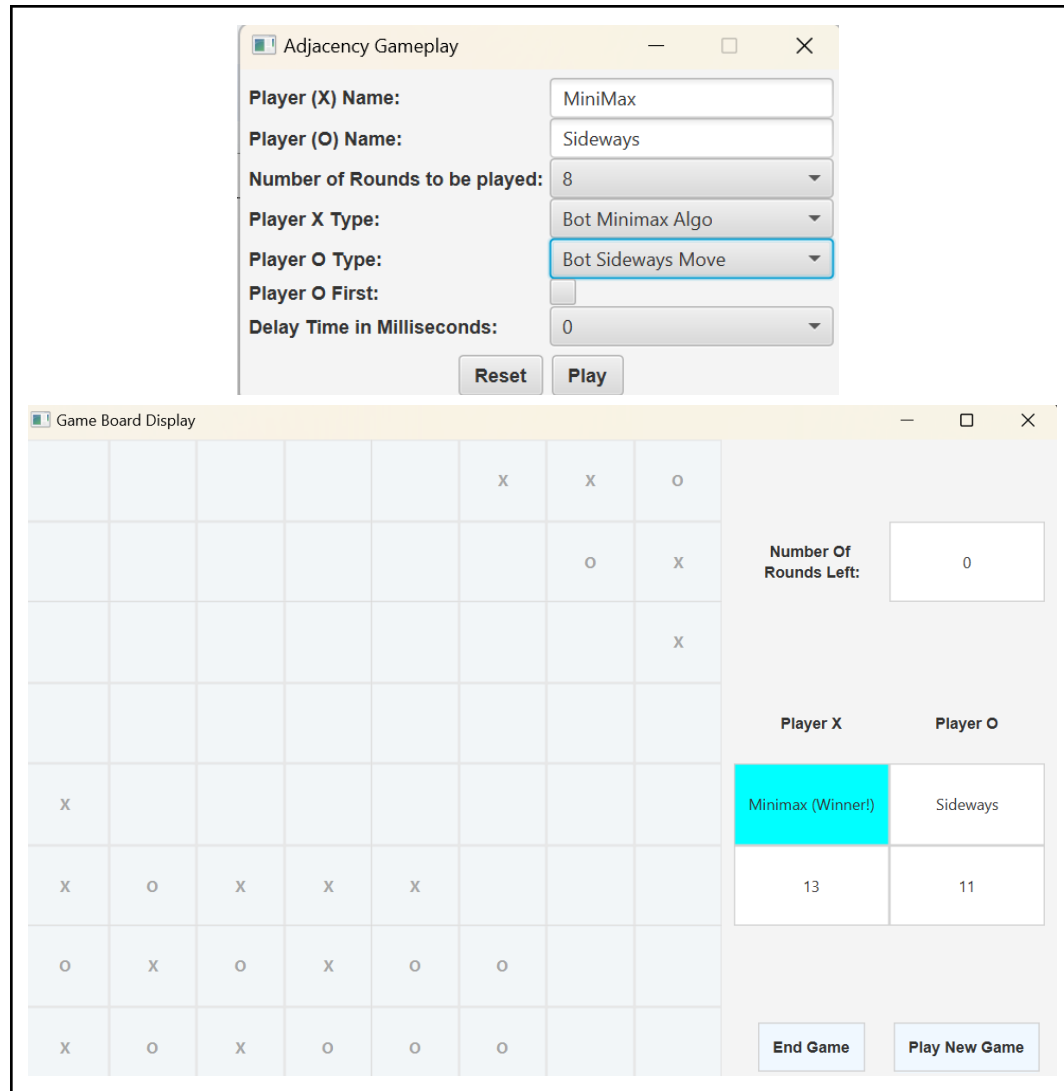 Adjacency Gameplay
Player (X) Name: MiniMax
Player (O) Name: Sideways
Number of Rounds to be played: 8
Player X Type: Bot Minimax Algo
Player O Type: Bot Sideways Move
Player O First:
Delay Time in Milliseconds: 0
Reset Play
Game Board Display
X X O
O X
X
X
X O X X X
O X O X O O
X O X O O O
Number Of
Rounds Left:
0
Player X Player O
Minimax (Winner!) Sideways
13 11
End Game Play New Game